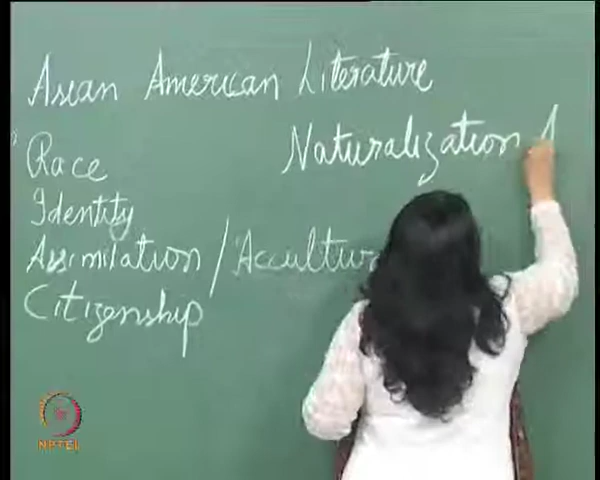 Asian American Literature
Naturalization A
Race
Identity
Assimilation / Accultur
Citizenship
NPTEL